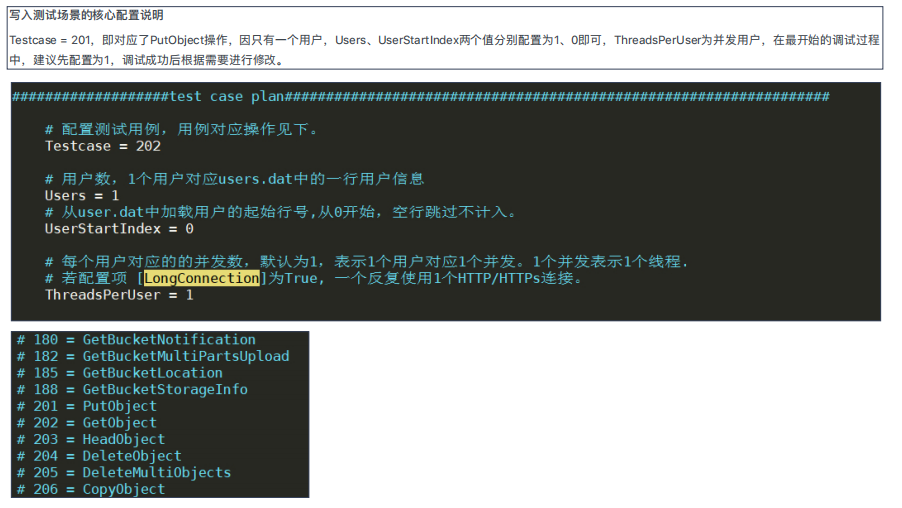 写入测试场景的核心配置说明
Testcase = 201，即对应了PutObject操作，因只有一个用户，Users、UserStartIndex两个值分别配置为1、0即可，ThreadsPerUser为并发用户，在最开始的调试过程
中，建议先配置为1，调试成功后根据需要进行修改。
###################test case plan##################################################################
# 配置测试用例，用例对应操作见下。
Testcase = 202
# 用户数，1个用户对应users.dat中的一行用户信息
Users = 1
# 从user.dat中加载用户的起始行号,从0开始，空行跳过不计入。
UserStartIndex = 0
# 每个用户对应的的并发数，默认为1，表示1个用户对应1个并发。1个并发表示1个线程.
# 若配置项 [LongConnection]为True, 一个反复使用1个HTTP/HTTPs连接。
ThreadsPerUser = 1
# 180 = GetBucketNotification
# 182 = GetBucketMultiPartsUpload
# 185 = GetBucketLocation
# 188 = GetBucketStorageInfo
# 201 = PutObject
# 202 = GetObject
# 203 = HeadObject
# 204 = DeleteObject
# 205 = DeleteMultiObjects
# 206 = CopyObject